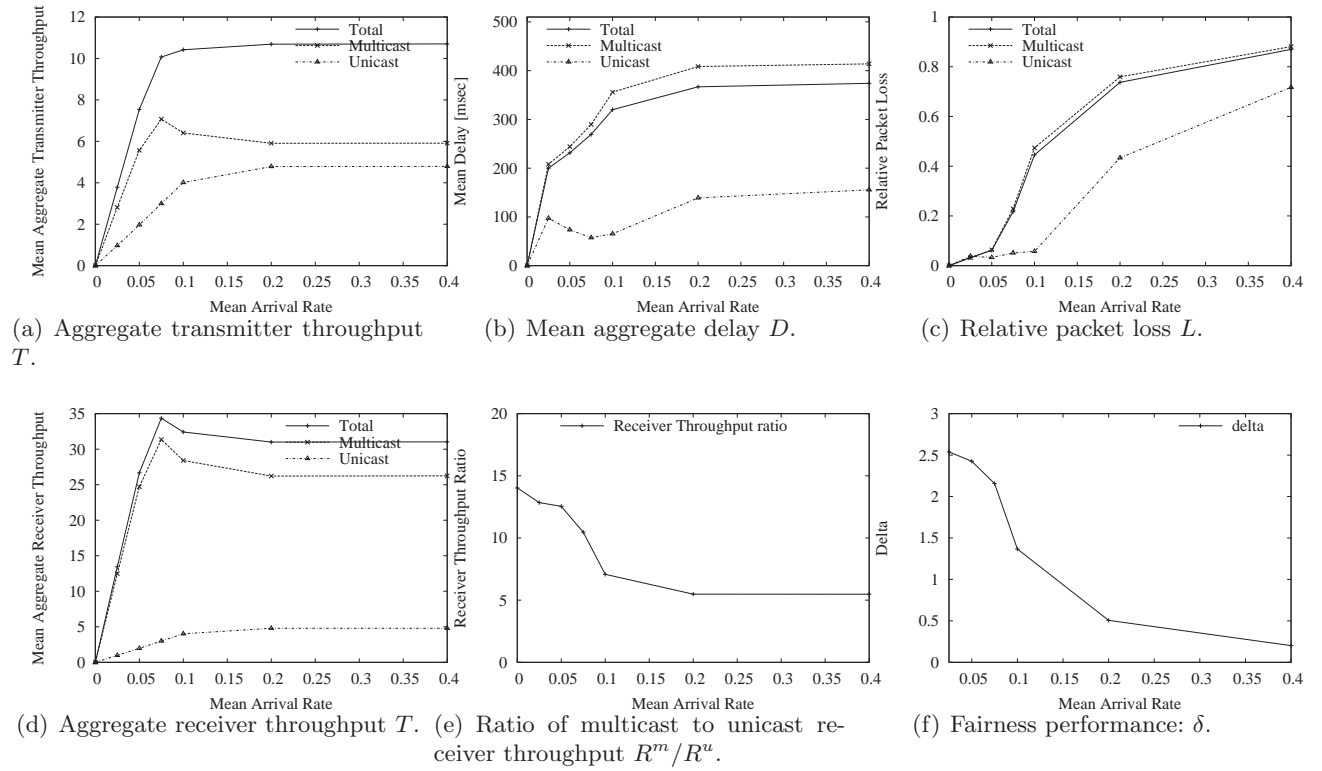 Mean Aggregate Transmitter Throughput
12
10
8
6
4
2
0
Total
Multicast
Unicast
0 0.05 0.1 0.15 0.2 0.25 0.3 0.35 0.4
Mean Arrival Rate
(a) Aggregate transmitter throughput
T.
Mean Delay [msec]
500
400
300
200
100
0
Total
Multicast
Unicast
0 0.05 0.1 0.15 0.2 0.25 0.3 0.35 0.4
Mean Arrival Rate
(b) Mean aggregate delay D.
Relative Packet Loss
1
0.8
0.6
0.4
0.2
0
Total
Multicast
Unicast
0 0.05 0.1 0.15 0.2 0.25 0.3 0.35 0.4
Mean Arrival Rate
(c) Relative packet loss L.
Mean Aggregate Receiver Throughput
35
30
25
20
15
10
5
0
Total
Multicast
Unicast
0 0.05 0.1 0.15 0.2 0.25 0.3 0.35 0.4
Mean Arrival Rate
(d) Aggregate receiver throughput T.
Receiver Throughput Ratio
20
15
10
5
0
Receiver Throughput ratio
0 0.05 0.1 0.15 0.2 0.25 0.3 0.35 0.4
Mean Arrival Rate
(e) Ratio of multicast to unicast re-
ceiver throughput R^m/R^u.
Delta
3
2.5
2
1.5
1
0.5
0
delta
0.05 0.1 0.15 0.2 0.25 0.3 0.35 0.4
Mean Arrival Rate
(f) Fairness performance: δ.